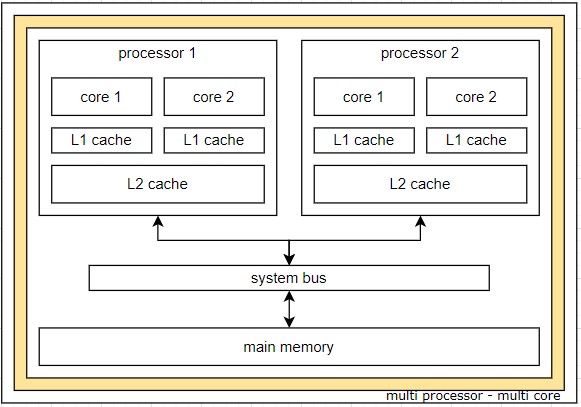 processor 1
processor 2
core 1
core 2
core 1
core 2
L1 cache
L1 cache
L1 cache
L1 cache
L2 cache
L2 cache
system bus
main memory
multi processor - multi core